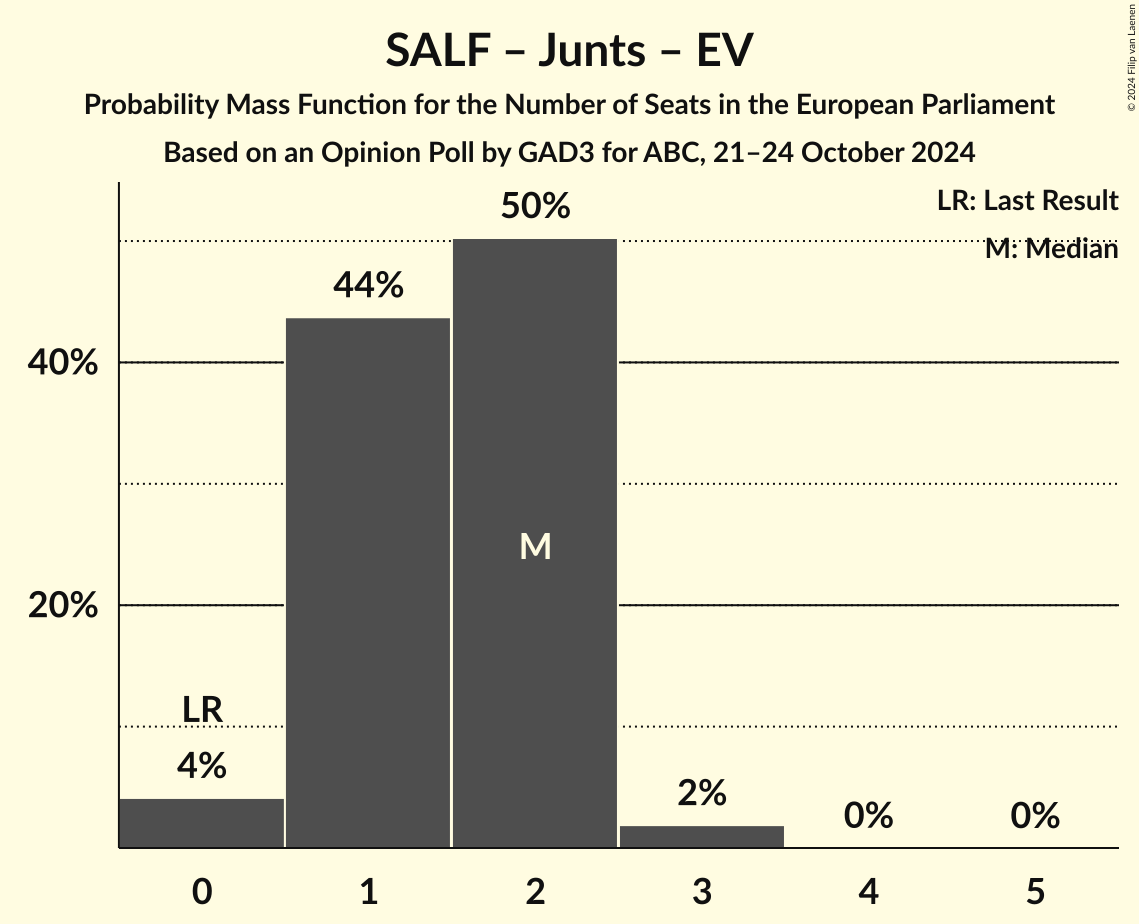 SALF – Junts – EV
Probability Mass Function for the Number of Seats in the European Parliament
Based on an Opinion Poll by GAD3 for ABC, 21–24 October 2024
© 2024 Filip van Laenen
LR: Last Result
M: Median
50%
44%
40%
M
20%
LR
4%
2%
0%
0%
0
1
2
3
4
5